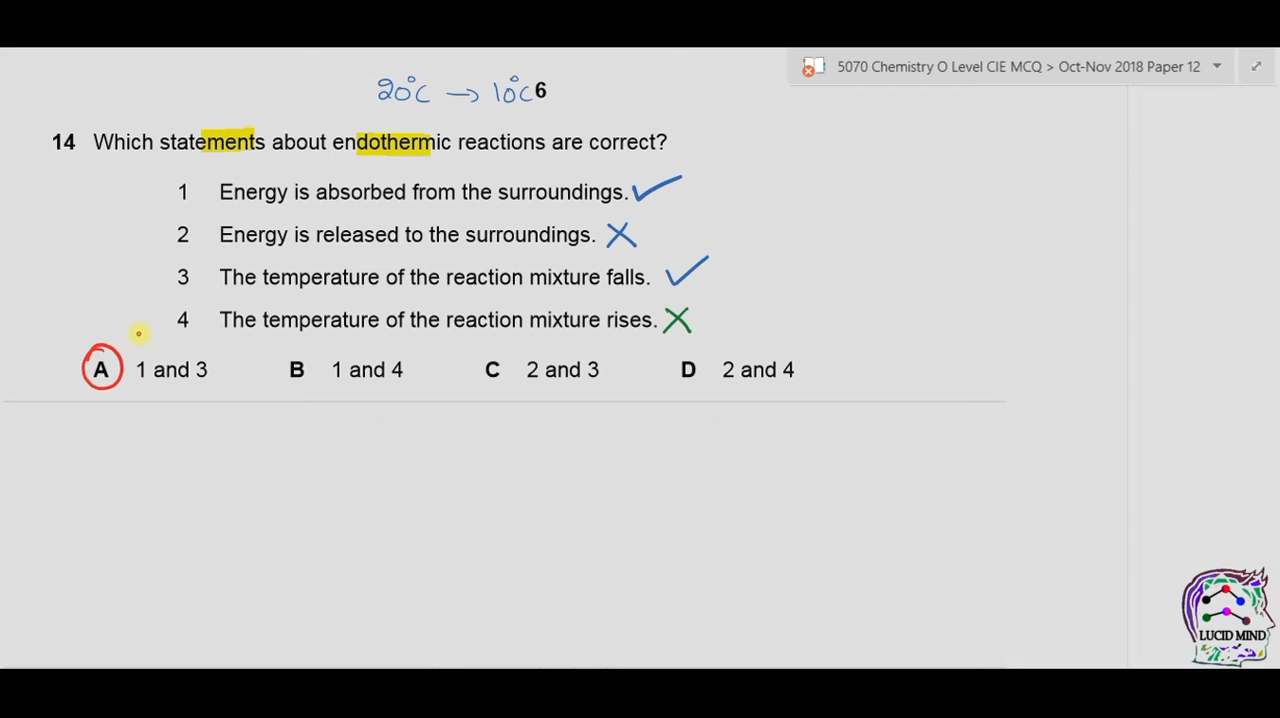 5070 Chemistry O Level CIE MCQ > Oct-Nov 2018 Paper 12
20°C → 10°C 6
14 Which statements about endothermic reactions are correct?
1 Energy is absorbed from the surroundings. ✓
2 Energy is released to the surroundings. ✗
3 The temperature of the reaction mixture falls. ✓
4 The temperature of the reaction mixture rises. ✗
A 1 and 3 B 1 and 4 C 2 and 3 D 2 and 4
LUCID MIND